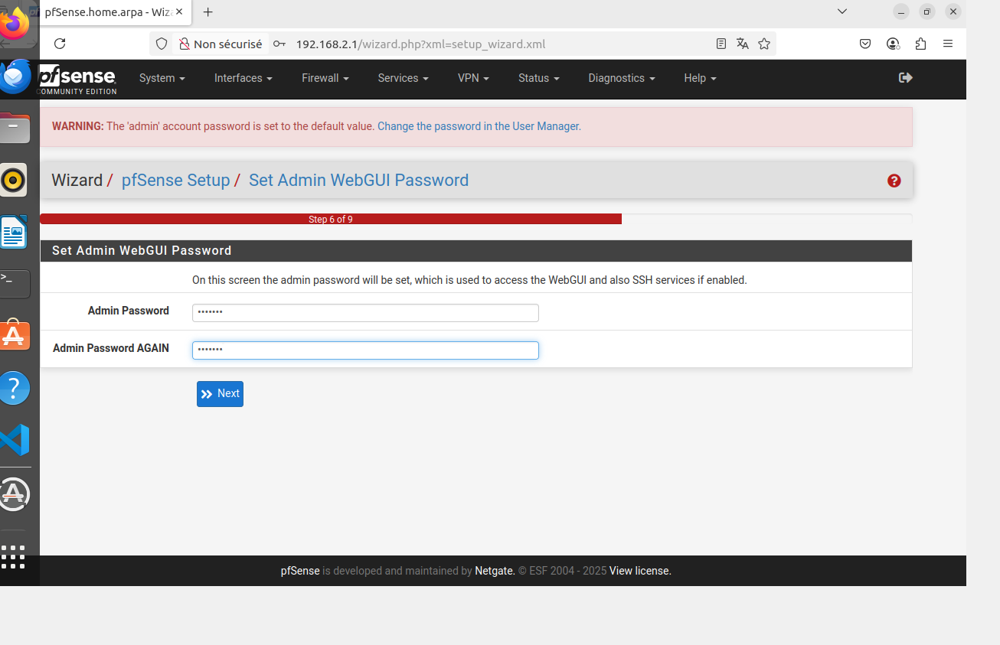 pfSense.home.arpa - Wiz
Non sécurisé 192.168.2.1/wizard.php?xml=setup_wizard.xml
pfsense
COMMUNITY EDITION
System Interfaces Firewall Services VPN Status Diagnostics Help
WARNING: The 'admin' account password is set to the default value. Change the password in the User Manager.
Wizard / pfSense Setup / Set Admin WebGUI Password
Step 6 of 9
Set Admin WebGUI Password
On this screen the admin password will be set, which is used to access the WebGUI and also SSH services if enabled.
Admin Password •••••••
Admin Password AGAIN •••••••
Next
pfSense is developed and maintained by Netgate. © ESF 2004 - 2025 View license.